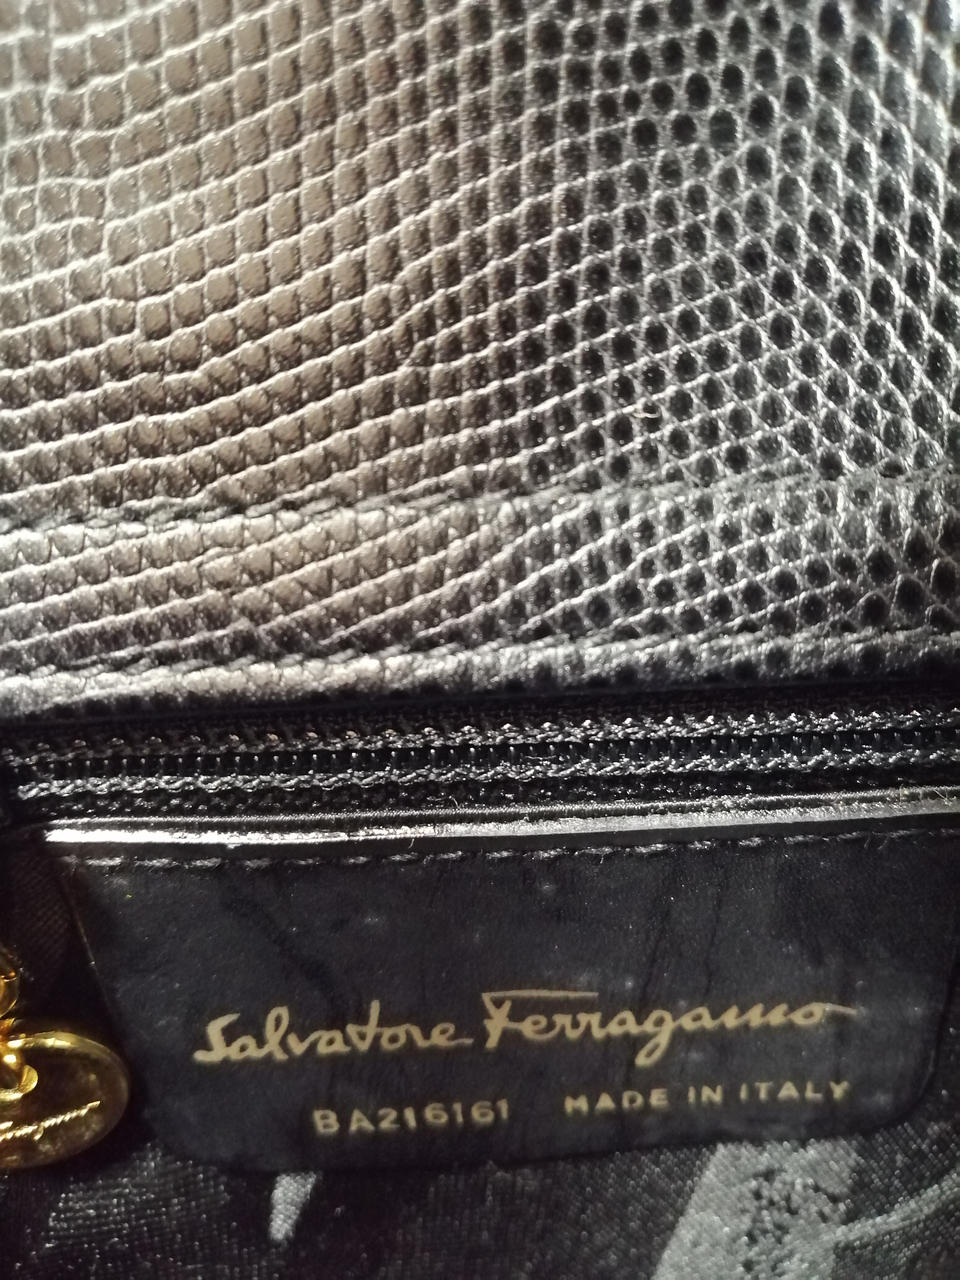 Salvatore Ferragamo
BA216161 MADE IN ITALY